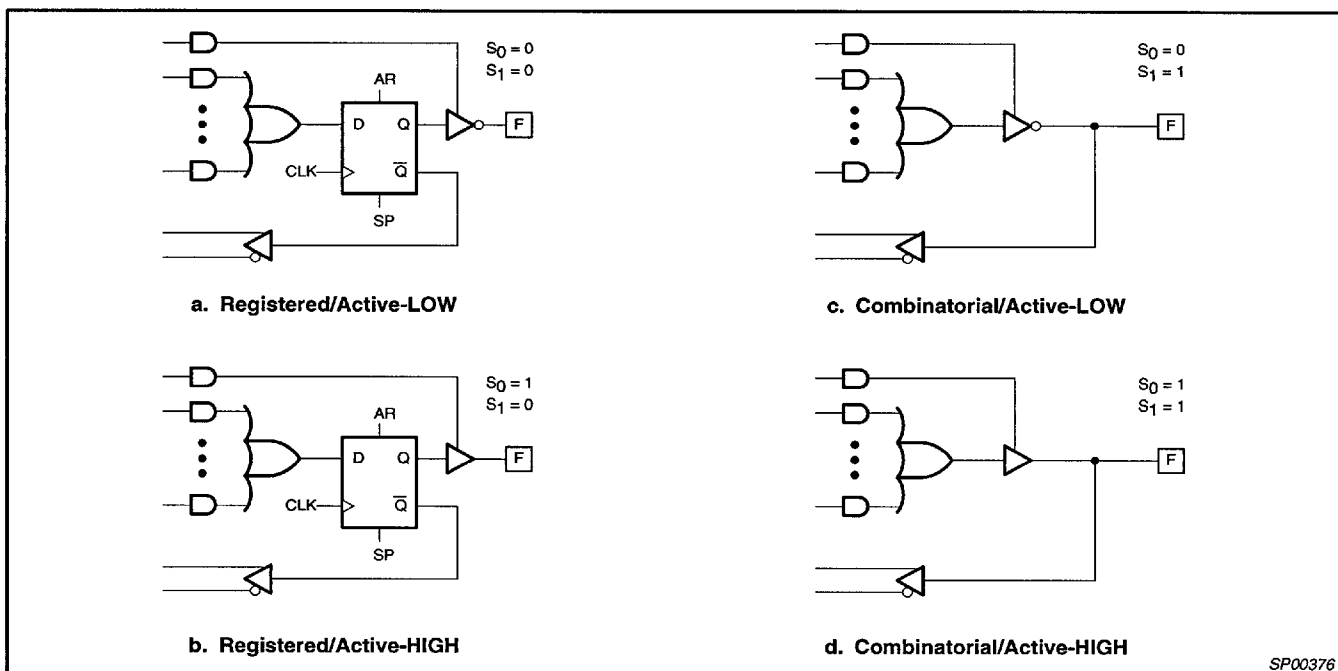 S0 = 0
S1 = 0
AR
D Q F
CLK Q̅
SP
a. Registered/Active-LOW
S0 = 0
S1 = 1
F
c. Combinatorial/Active-LOW
S0 = 1
S1 = 0
AR
D Q F
CLK Q̅
SP
b. Registered/Active-HIGH
S0 = 1
S1 = 1
F
d. Combinatorial/Active-HIGH
SP00376